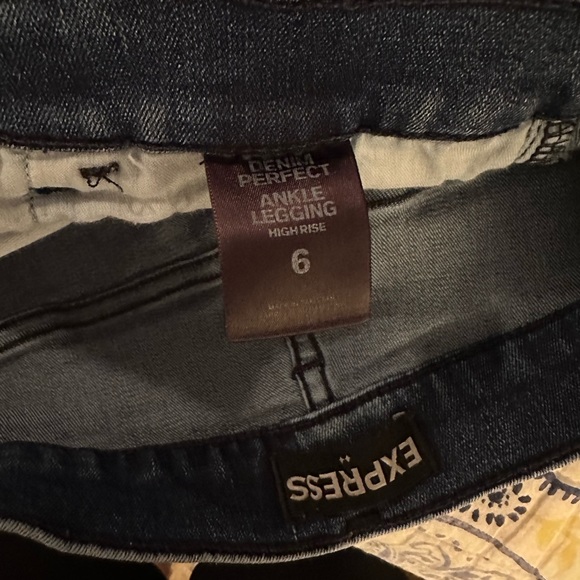 DENIM
PERFECT
ANKLE
LEGGING
HIGH RISE
6
EXPRESS